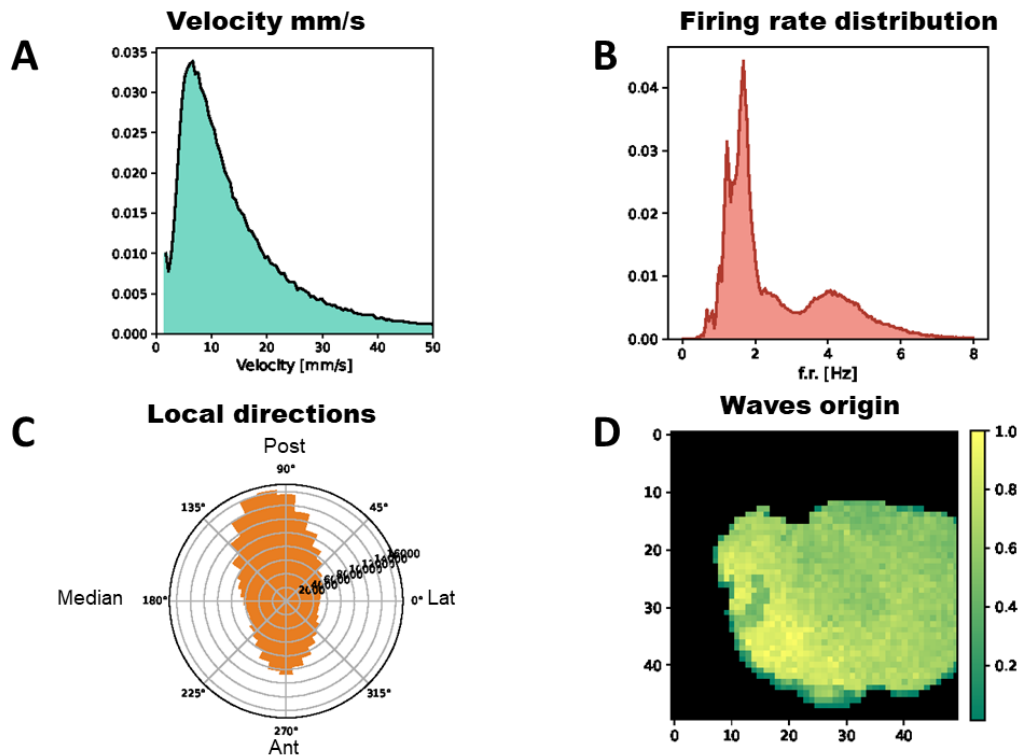 Velocity mm/s
A
0.035
0.030
0.025
0.020
0.015
0.010
0.005
0.000
0 10 20 30 40 50
Velocity [mm/s]
Firing rate distribution
B
0.04
0.03
0.02
0.01
0.00
0 2 4 6 8
f.r. [Hz]
Local directions
C
Post
90°
135° 45°
16000
2000
Median 180° 0° Lat
225° 315°
270°
Ant
Waves origin
D
0
10
20
30
40
0 10 20 30 40
1.0
0.8
0.6
0.4
0.2